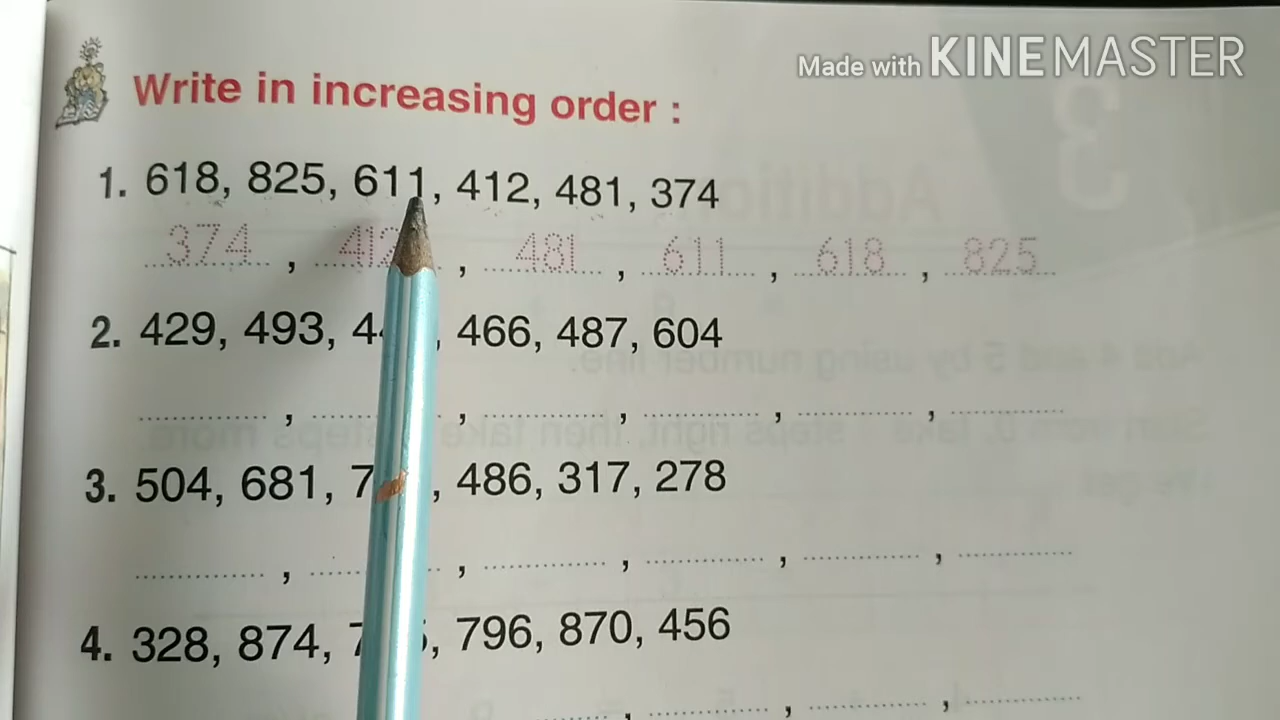 Made with KINEMASTER
Write in increasing order :
1. 618, 825, 611, 412, 481, 374
374 , 412 , 481 , 611 , 618 , 825
2. 429, 493, 466, 487, 604
3. 504, 681, 486, 317, 278
4. 328, 874, 796, 870, 456